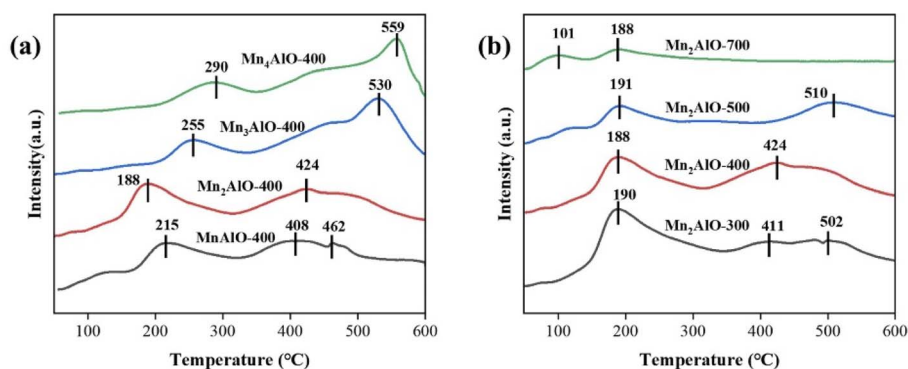 (a)
Intensity(a.u.)
559
290
Mn₄AlO-400
530
255
Mn₃AlO-400
188
424
Mn₂AlO-400
215
408
462
MnAlO-400
100 200 300 400 500 600
Temperature (°C)
(b)
Intensity (a.u.)
101
188
Mn₂AlO-700
191
510
Mn₂AlO-500
188
424
Mn₂AlO-400
190
Mn₂AlO-300
411
502
100 200 300 400 500 600
Temperature (°C)